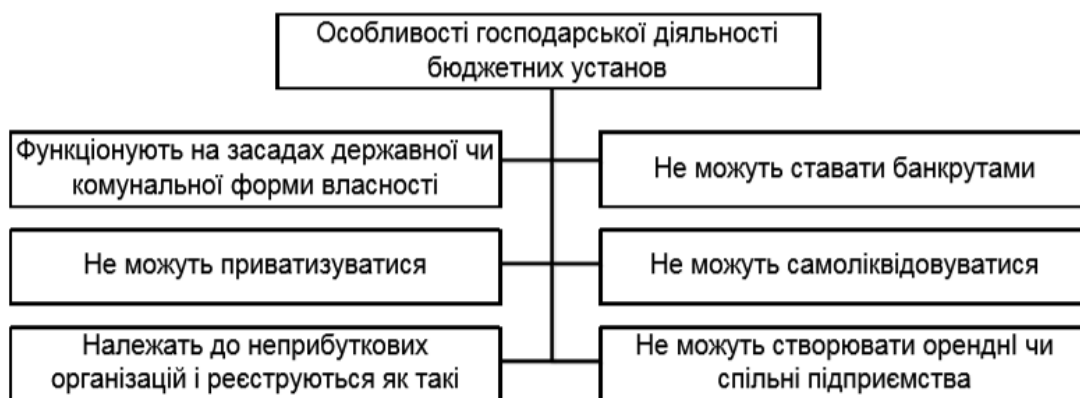 Особливості господарської діяльності
бюджетних установ
Функціонують на засадах державної чи
комунальної форми власності
Не можуть ставати банкрутами
Не можуть приватизуватися
Не можуть самоліквідовуватися
Належать до неприбуткових
організацій і реєструються як такі
Не можуть створювати оренднІ чи
спільні підприємства